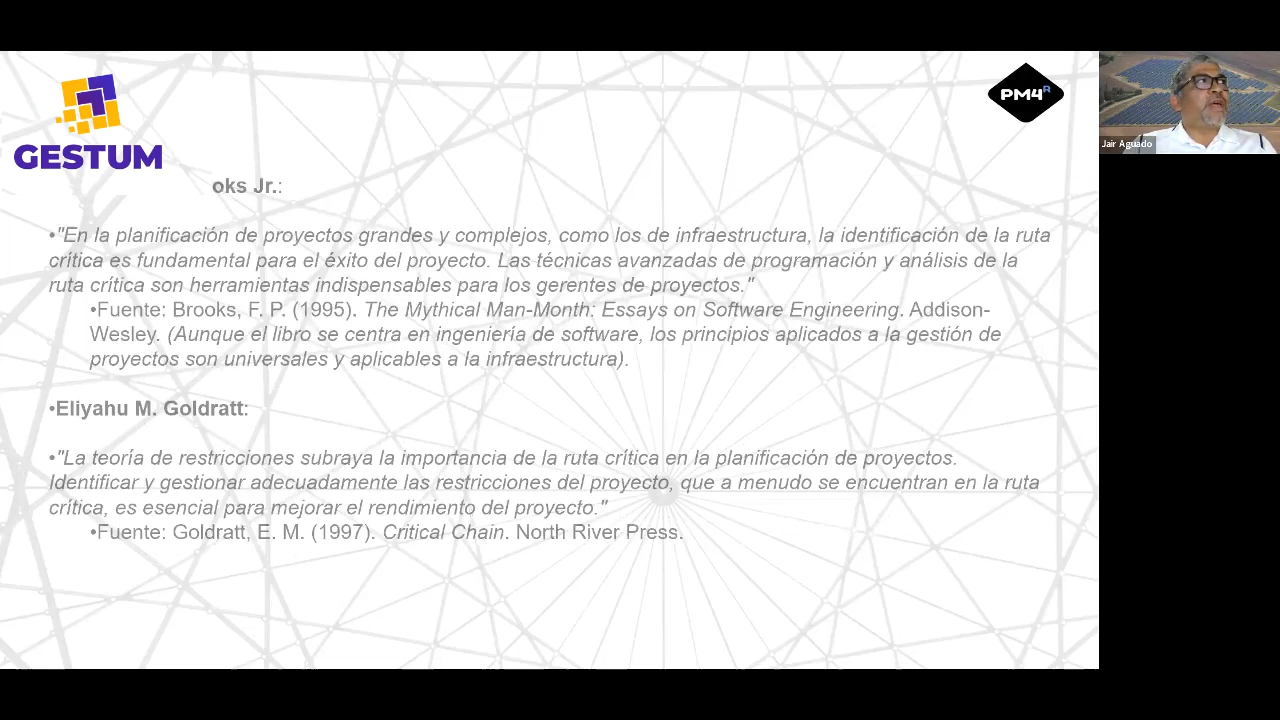 GESTUM
PM4R
Jair Aguado
oks Jr.:
•"En la planificación de proyectos grandes y complejos, como los de infraestructura, la identificación de la ruta
crítica es fundamental para el éxito del proyecto. Las técnicas avanzadas de programación y análisis de la
ruta crítica son herramientas indispensables para los gerentes de proyectos."
•Fuente: Brooks, F. P. (1995). The Mythical Man-Month: Essays on Software Engineering. Addison-
Wesley. (Aunque el libro se centra en ingeniería de software, los principios aplicados a la gestión de
proyectos son universales y aplicables a la infraestructura).
•Eliyahu M. Goldratt:
•"La teoría de restricciones subraya la importancia de la ruta crítica en la planificación de proyectos.
Identificar y gestionar adecuadamente las restricciones del proyecto, que a menudo se encuentran en la ruta
crítica, es esencial para mejorar el rendimiento del proyecto."
•Fuente: Goldratt, E. M. (1997). Critical Chain. North River Press.